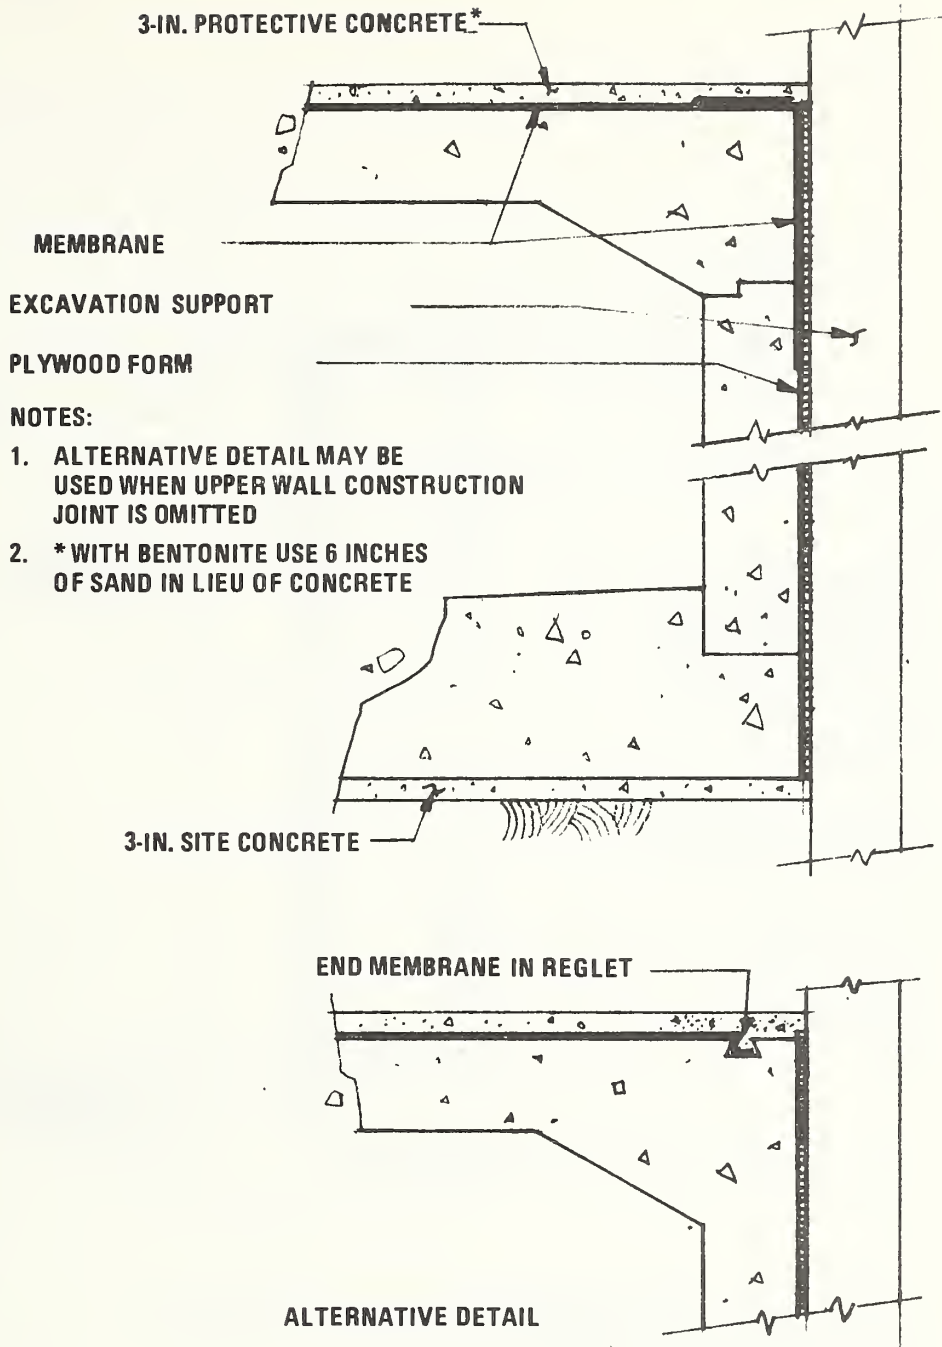 3-IN. PROTECTIVE CONCRETE*
MEMBRANE
EXCAVATION SUPPORT
PLYWOOD FORM
NOTES:
1. ALTERNATIVE DETAIL MAY BE
USED WHEN UPPER WALL CONSTRUCTION
JOINT IS OMITTED
2. *WITH BENTONITE USE 6 INCHES
OF SAND IN LIEU OF CONCRETE
3-IN. SITE CONCRETE
END MEMBRANE IN REGLET
ALTERNATIVE DETAIL